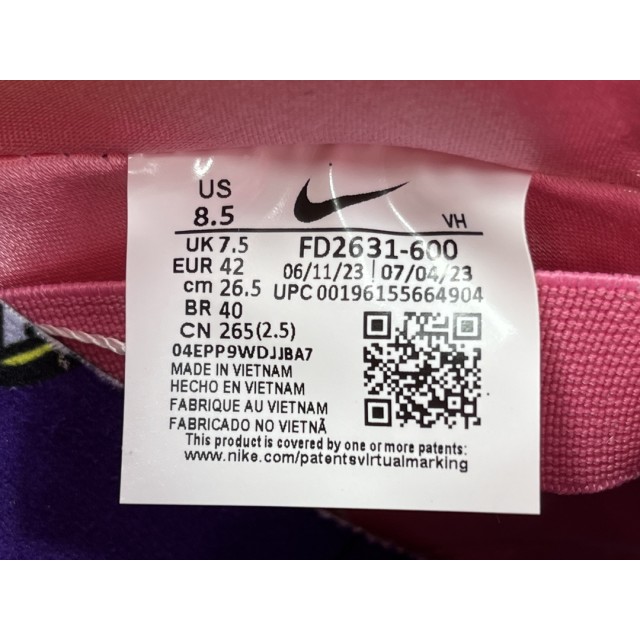 US
8.5
VH
UK 7.5
FD2631-600
EUR 42
06/11/23 | 07/04/23
cm 26.5
UPC 00196155664904
BR 40
CN 265(2.5)
04EPP9WDJJBA7
MADE IN VIETNAM
HECHO EN VIETNAM
FABRIQUE AU VIETNAM
FABRICADO NO VIETNÃ
This product is covered by one or more patents:
www.nike.com/patentsvirtualmarking